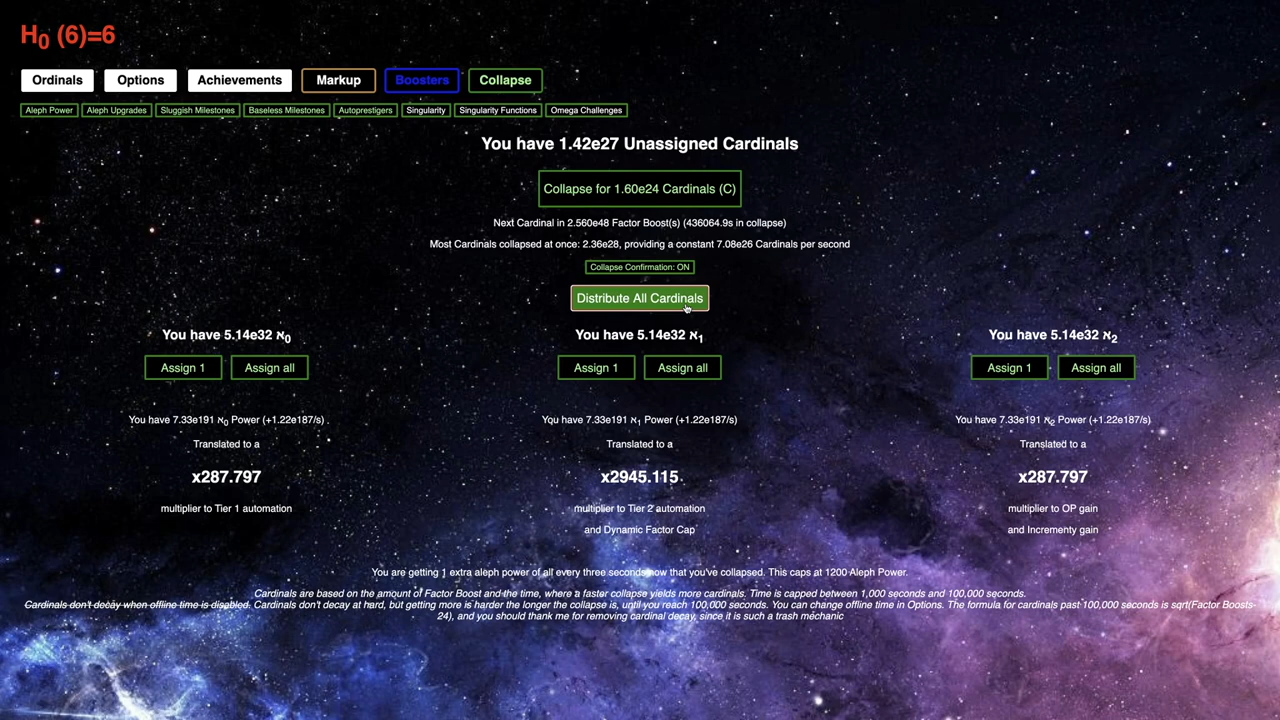 H₀ (6)=6
Ordinals Options Achievements Markup Boosters Collapse
Aleph Power Aleph Upgrades Sluggish Milestones Baseless Milestones Autoprestigers Singularity Singularity Functions Omega Challenges
You have 1.42e27 Unassigned Cardinals
Collapse for 1.60e24 Cardinals (C)
Next Cardinal in 2.560e48 Factor Boost(s) (436064.9s in collapse)
Most Cardinals collapsed at once: 2.36e28, providing a constant 7.08e26 Cardinals per second
Collapse Confirmation: ON
Distribute All Cardinals
You have 5.14e32 ℵ₀ You have 5.14e32 ℵ₁ You have 5.14e32 ℵ₂
Assign 1 Assign all Assign 1 Assign all Assign 1 Assign all
You have 7.33e191 ℵ₀ Power (+1.22e187/s) You have 7.33e191 ℵ₁ Power (+1.22e187/s) You have 7.33e191 ℵ₂ Power (+1.22e187/s)
Translated to a Translated to a Translated to a
x287.797 x2945.115 x287.797
multiplier to Tier 1 automation multiplier to Tier 2 automation multiplier to OP gain
and Dynamic Factor Cap and Incrementy gain
You are getting 1 extra aleph power of all every three seconds now that you've collapsed. This caps at 1200 Aleph Power.
Cardinals are based on the amount of Factor Boost and the time, where a faster collapse yields more cardinals. Time is capped between 1,000 seconds and 100,000 seconds.
Cardinals don't decay when offline time is disabled. Cardinals don't decay at hard, but getting more is harder the longer the collapse is, until you reach 100,000 seconds. You can change offline time in Options. The formula for cardinals past 100,000 seconds is sqrt(Factor Boosts-
24), and you should thank me for removing cardinal decay, since it is such a trash mechanic